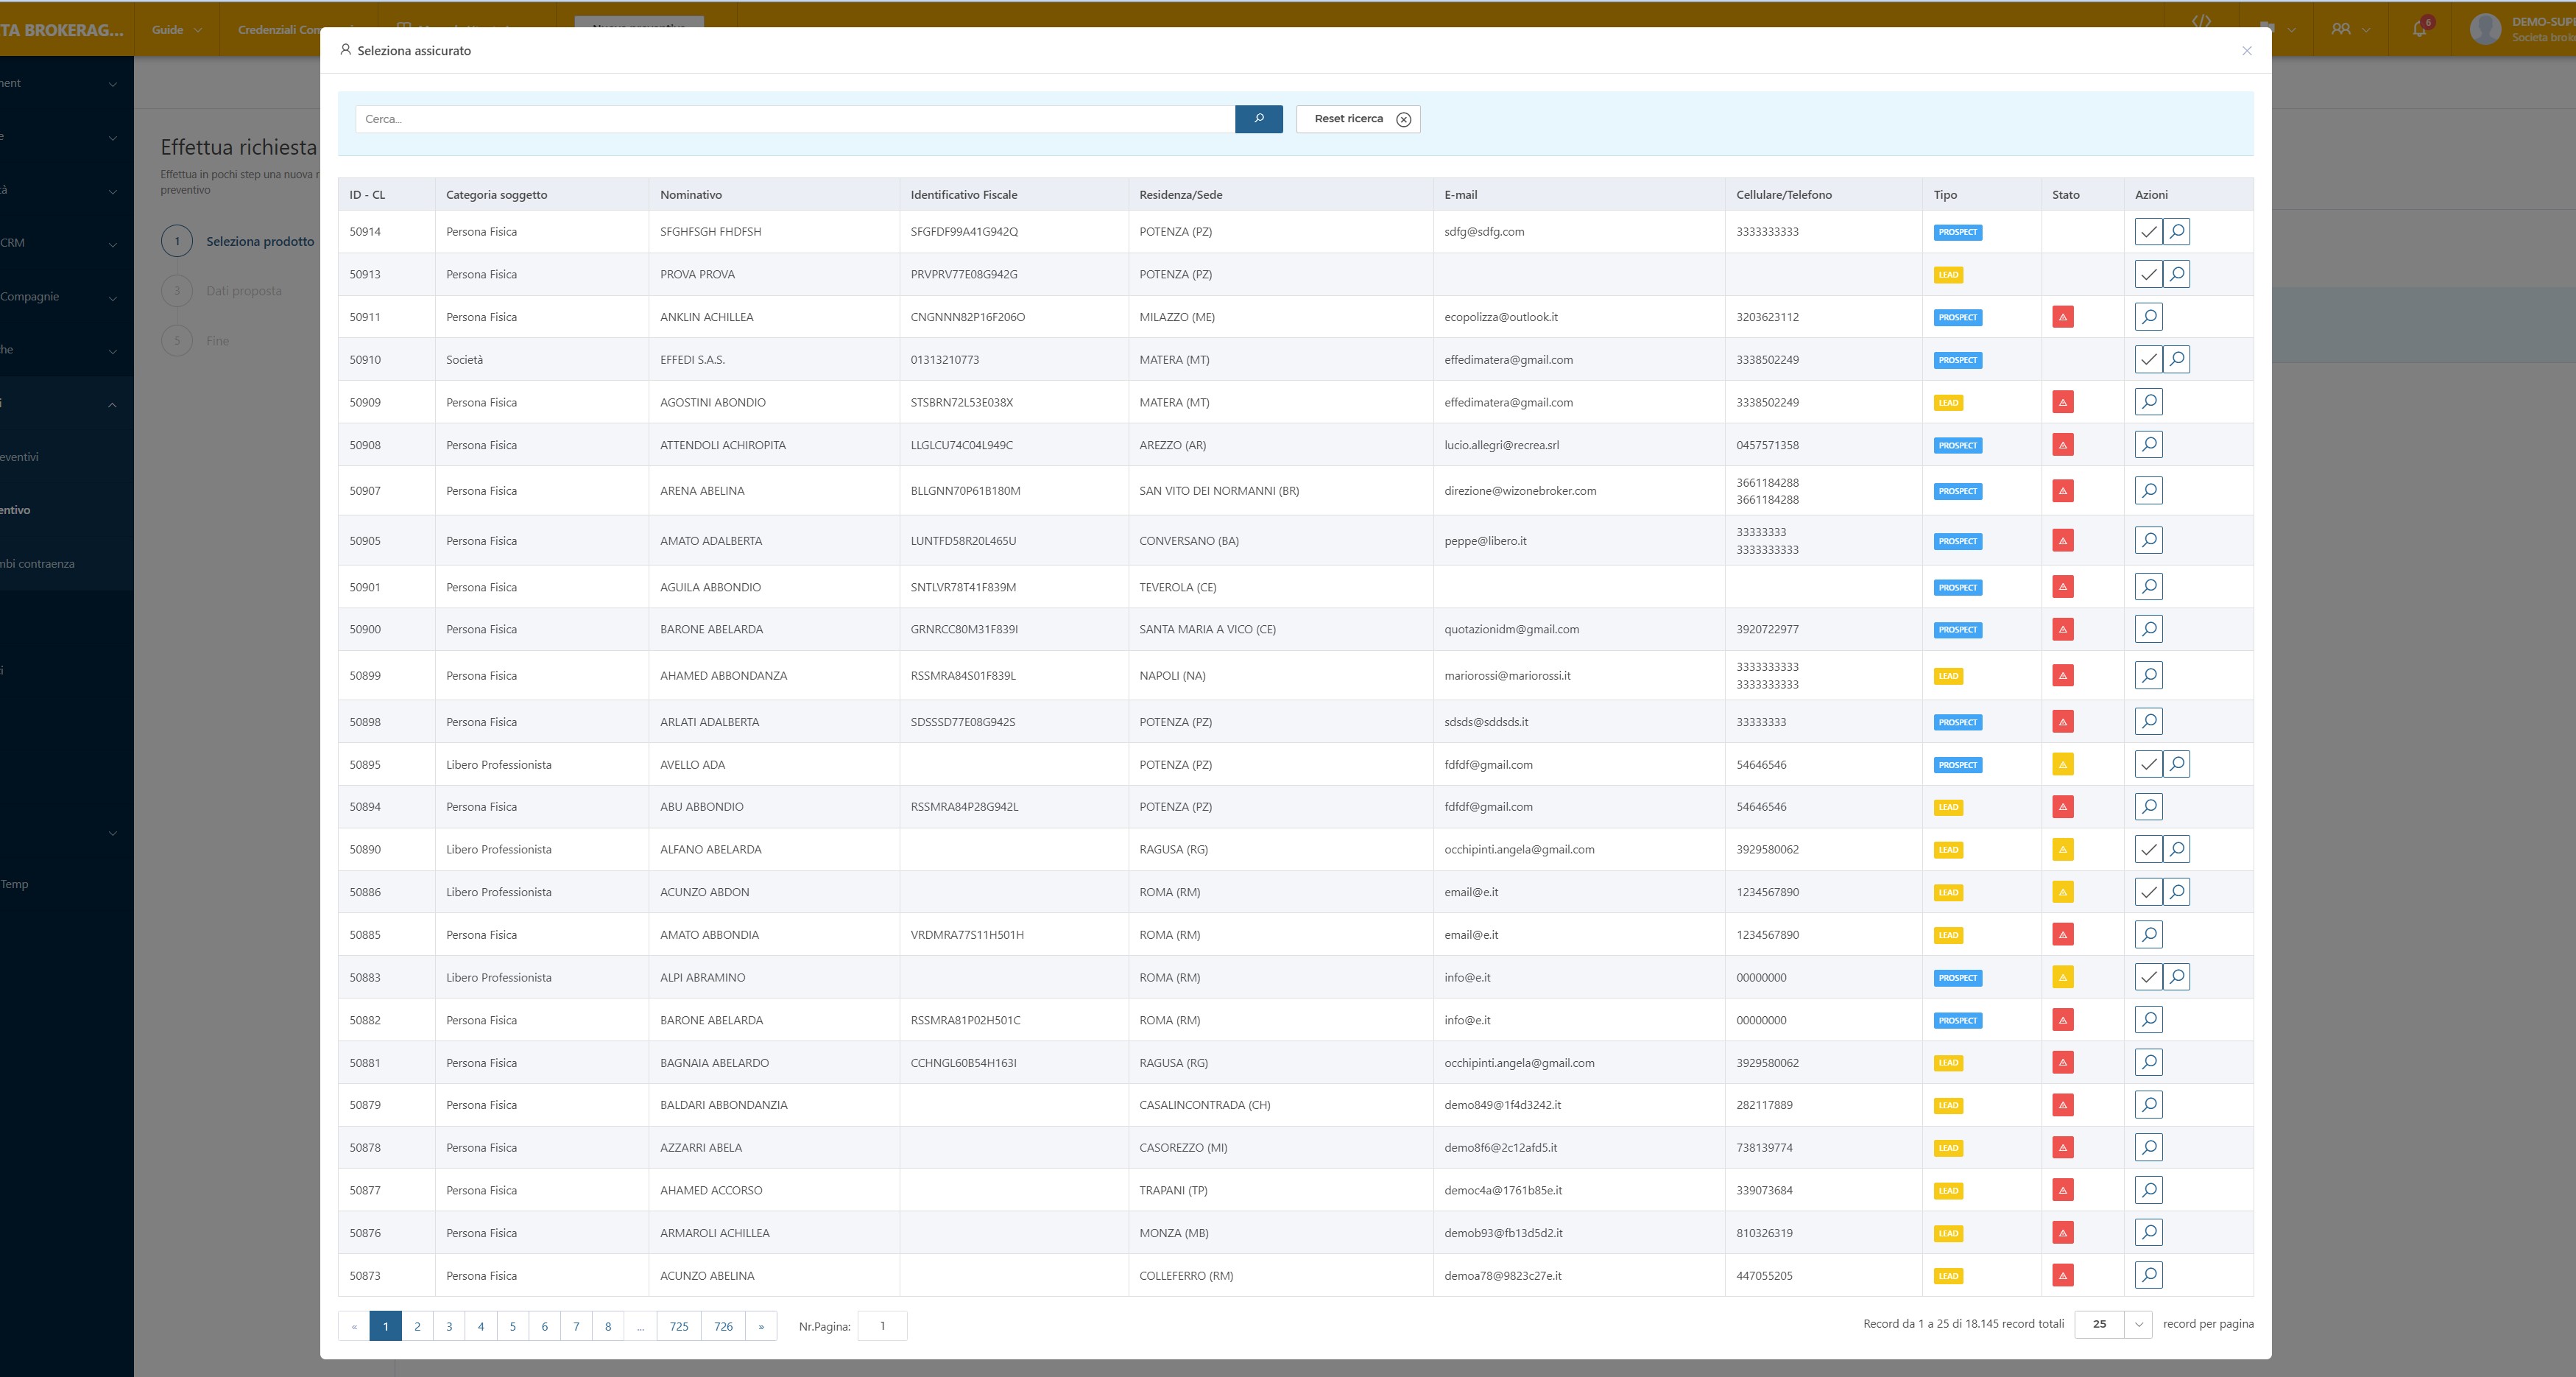 TA BROKERAG...
Guide
6
DEMO-SUP
Seleziona assicurato
Cerca...
Reset ricerca
Effettua richiesta
Effettua in pochi step una nuova
preventivo
1 Seleziona prodotto
3 Dati proposta
5 Fine
CRM
Compagnie
entivo
Temp
ID - CL Categoria soggetto Nominativo Identificativo Fiscale Residenza/Sede E-mail Cellulare/Telefono Tipo Stato Azioni
50914 Persona Fisica SFGHFSGH FHDFSH SFGFDF99A41G942Q POTENZA (PZ) sdfg@sdfg.com 3333333333 PROSPECT
50913 Persona Fisica PROVA PROVA PRVPRV77E08G942G POTENZA (PZ) LEAD
50911 Persona Fisica ANKLIN ACHILLEA CNGNNN82P16F206O MILAZZO (ME) ecopolizza@outlook.it 3203623112 PROSPECT
50910 Società EFFEDI S.A.S. 01313210773 MATERA (MT) effedimatera@gmail.com 3338502249 PROSPECT
50909 Persona Fisica AGOSTINI ABONDIO STSBRN72L53E038X MATERA (MT) effedimatera@gmail.com 3338502249 LEAD
50908 Persona Fisica ATTENDOLI ACHIROPITA LLGLCU74C04L949C AREZZO (AR) lucio.allegri@recrea.srl 0457571358 PROSPECT
50907 Persona Fisica ARENA ABELINA BLLGNN70P61B180M SAN VITO DEI NORMANNI (BR) direzione@wizonebroker.com 3661184288 PROSPECT
3661184288
50905 Persona Fisica AMATO ADALBERTA LUNTFD58R20L465U CONVERSANO (BA) peppe@libero.it 33333333 PROSPECT
3333333333
50901 Persona Fisica AGUILA ABBONDIO SNTLVR78T41F839M TEVEROLA (CE) PROSPECT
50900 Persona Fisica BARONE ABELARDA GRNRCC80M31F839I SANTA MARIA A VICO (CE) quotazionidm@gmail.com 3920722977 PROSPECT
50899 Persona Fisica AHAMED ABBONDANZA RSSMRA84S01F839L NAPOLI (NA) mariorossi@mariorossi.it 3333333333 LEAD
3333333333
50898 Persona Fisica ARLATI ADALBERTA SDSSSD77E08G942S POTENZA (PZ) sdsds@sddsds.it 33333333 PROSPECT
50895 Libero Professionista AVELLO ADA POTENZA (PZ) fdfdf@gmail.com 54646546 PROSPECT
50894 Persona Fisica ABU ABBONDIO RSSMRA84P28G942L POTENZA (PZ) fdfdf@gmail.com 54646546 LEAD
50890 Libero Professionista ALFANO ABELARDA RAGUSA (RG) occhipinti.angela@gmail.com 3929580062 LEAD
50886 Libero Professionista ACUNZO ABDON ROMA (RM) email@e.it 1234567890 LEAD
50885 Persona Fisica AMATO ABBONDIA VRDMRA77S11H501H ROMA (RM) email@e.it 1234567890 LEAD
50883 Libero Professionista ALPI ABRAMINO ROMA (RM) info@e.it 00000000 PROSPECT
50882 Persona Fisica BARONE ABELARDA RSSMRA81P02H501C ROMA (RM) info@e.it 00000000 PROSPECT
50881 Persona Fisica BAGNAIA ABELARDO CCHNGL60B54H163I RAGUSA (RG) occhipinti.angela@gmail.com 3929580062 LEAD
50879 Persona Fisica BALDARI ABBONDANZIA CASALINCONTRADA (CH) demo849@1f4d3242.it 282117889 LEAD
50878 Persona Fisica AZZARRI ABELA CASOREZZO (MI) demo8f6@2c12afd5.it 738139774 LEAD
50877 Persona Fisica AHAMED ACCORSO TRAPANI (TP) democ4a@1761b85e.it 339073684 LEAD
50876 Persona Fisica ARMAROLI ACHILLEA MONZA (MB) demob93@fb13d5d2.it 810326319 LEAD
50873 Persona Fisica ACUNZO ABELINA COLLEFERRO (RM) demoa78@9823c27e.it 447055205 LEAD
« 1 2 3 4 5 6 7 8 ... 725 726 » Nr.Pagina: 1 Record da 1 a 25 di 18.145 record totali 25 record per pagina